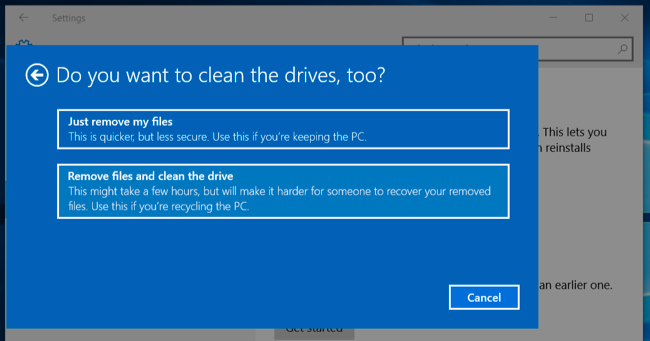 Settings
Do you want to clean the drives, too?
Just remove my files
This is quicker, but less secure. Use this if you're keeping the PC.
Remove files and clean the drive
This might take a few hours, but will make it harder for someone to recover your removed
files. Use this if you're recycling the PC.
Cancel
This lets you
reinstalls
an earlier one.
Get started